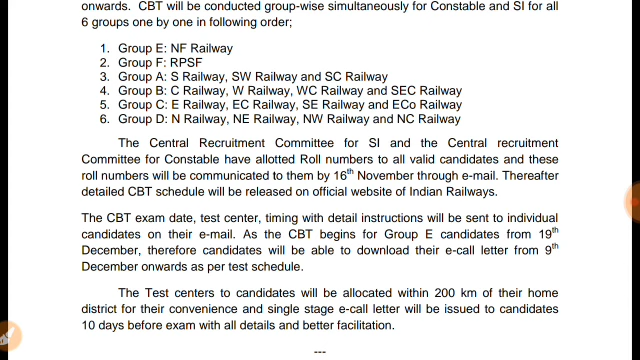 onwards. CBT will be conducted group-wise simultaneously for Constable and SI for all
6 groups one by one in following order;
1. Group E: NF Railway
2. Group F: RPSF
3. Group A: S Railway, SW Railway and SC Railway
4. Group B: C Railway, W Railway, WC Railway and SEC Railway
5. Group C: E Railway, EC Railway, SE Railway and ECo Railway
6. Group D: N Railway, NE Railway, NW Railway and NC Railway
The Central Recruitment Committee for SI and the Central recruitment
Committee for Constable have allotted Roll numbers to all valid candidates and these
roll numbers will be communicated to them by 16th November through e-mail. Thereafter
detailed CBT schedule will be released on official website of Indian Railways.
The CBT exam date, test center, timing with detail instructions will be sent to individual
candidates on their e-mail. As the CBT begins for Group E candidates from 19th
December, therefore candidates will be able to download their e-call letter from 9th
December onwards as per test schedule.
The Test centers to candidates will be allocated within 200 km of their home
district for their convenience and single stage e-call letter will be issued to candidates
10 days before exam with all details and better facilitation.
---